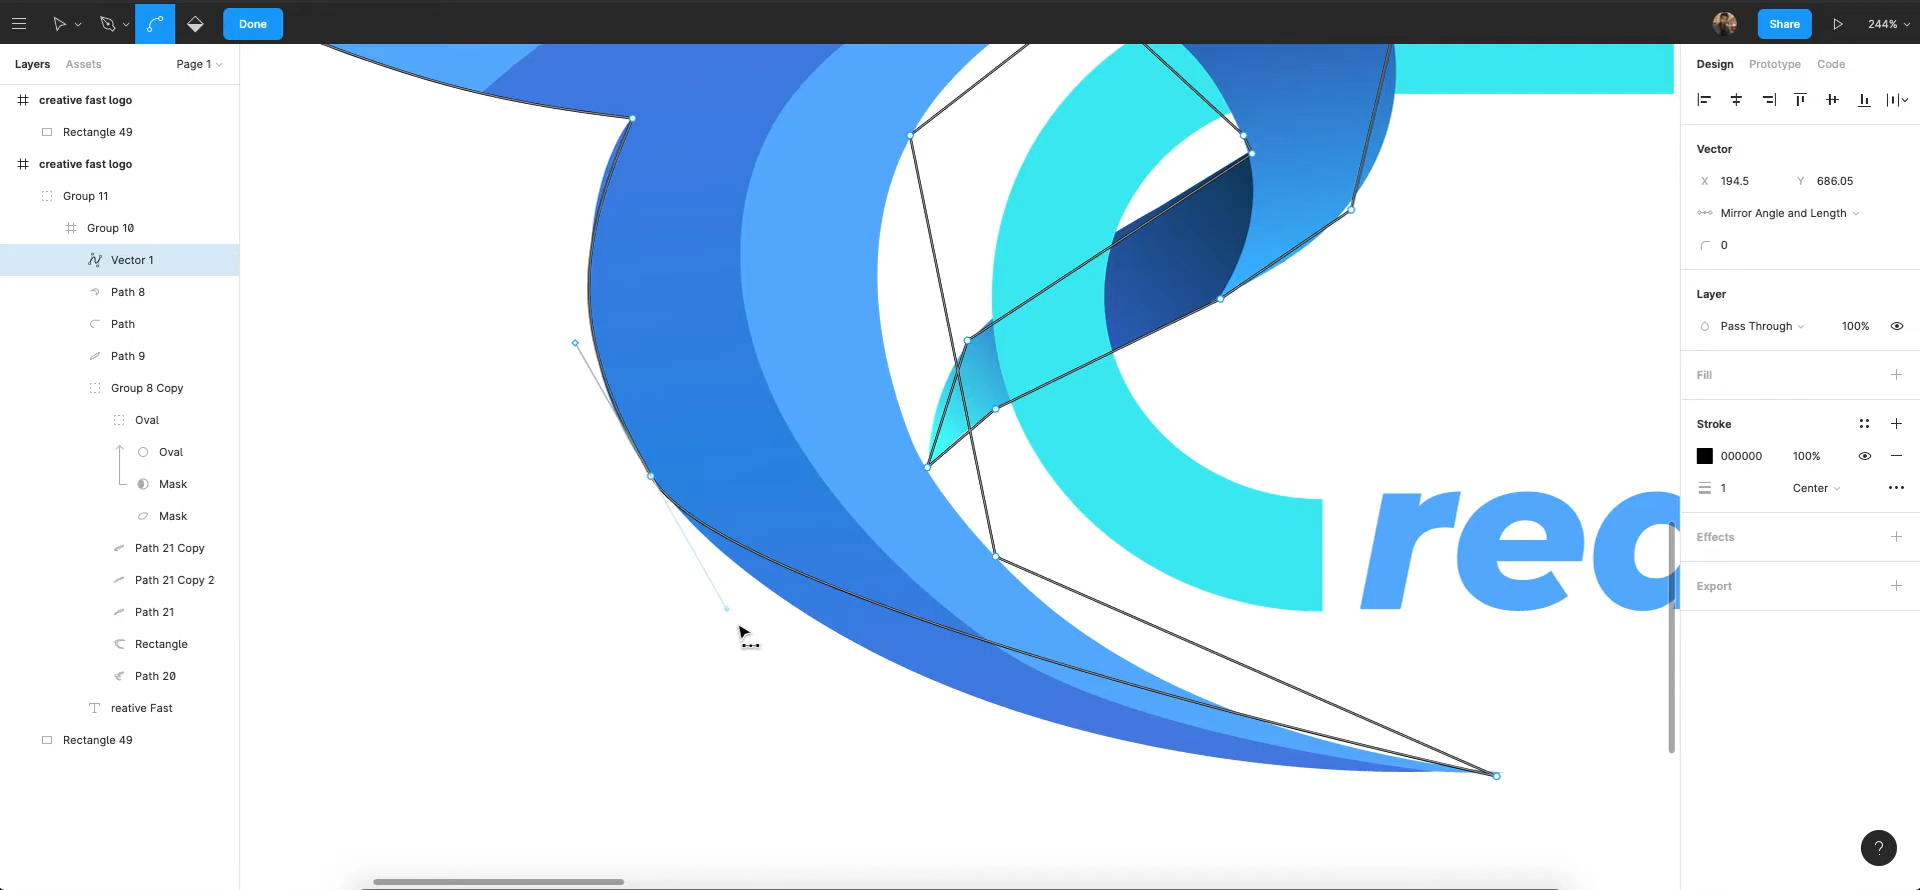 Done
Share
244%
Layers
Assets
Page 1
creative fast logo
Rectangle 49
creative fast logo
Group 11
Group 10
Vector 1
Path 8
Path
Path 9
Group 8 Copy
Oval
Oval
Mask
Mask
Path 21 Copy
Path 21 Copy 2
Path 21
Rectangle
Path 20
reative Fast
Rectangle 49
rea
Design
Prototype
Code
Vector
X 194.5
Y 686.05
Mirror Angle and Length
0
Layer
Pass Through
100%
Fill
Stroke
000000
100%
1
Center
Effects
Export
?